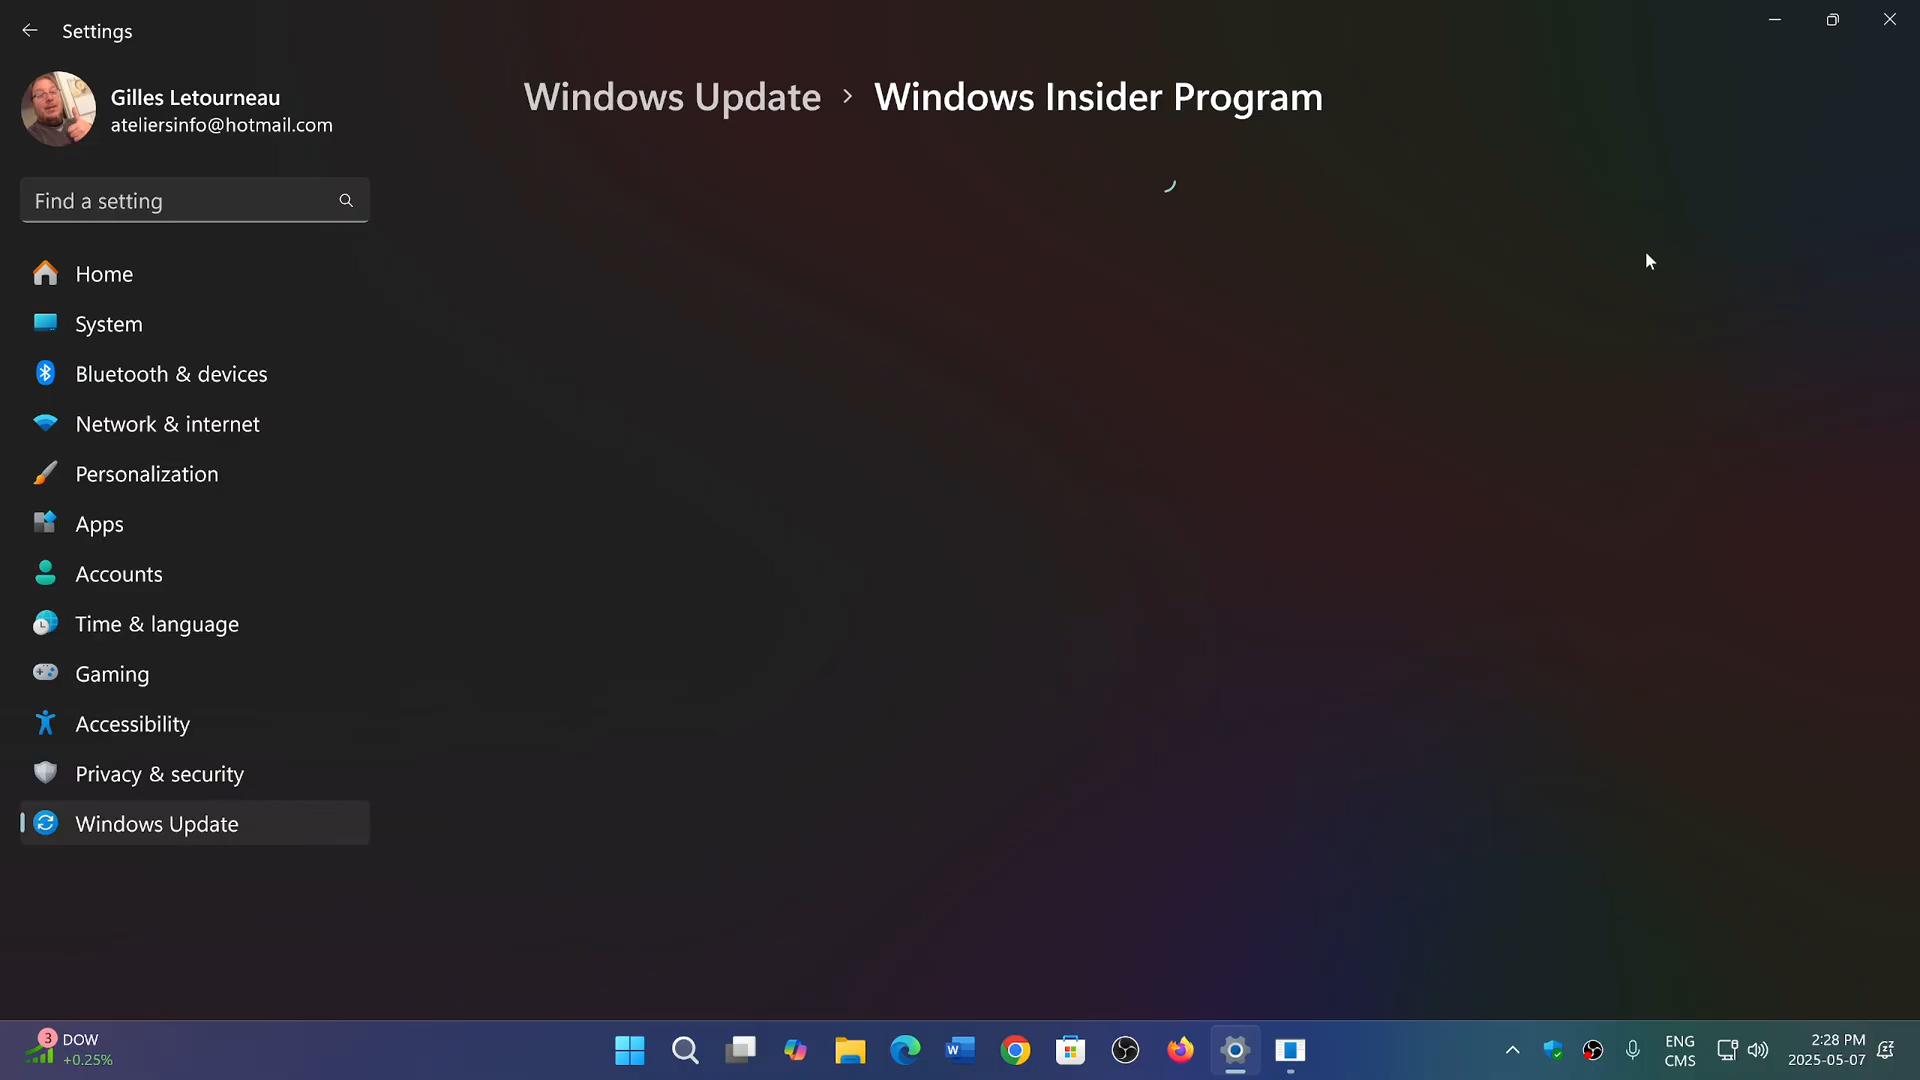 Settings
Gilles Letourneau
ateliersinfo@hotmail.com
Windows Update > Windows Insider Program
Find a setting
Home
System
Bluetooth & devices
Network & internet
Personalization
Apps
Accounts
Time & language
Gaming
Accessibility
Privacy & security
Windows Update
3
DOW
+0.25%
W
ENG
CMS
2:28 PM
2025-05-07